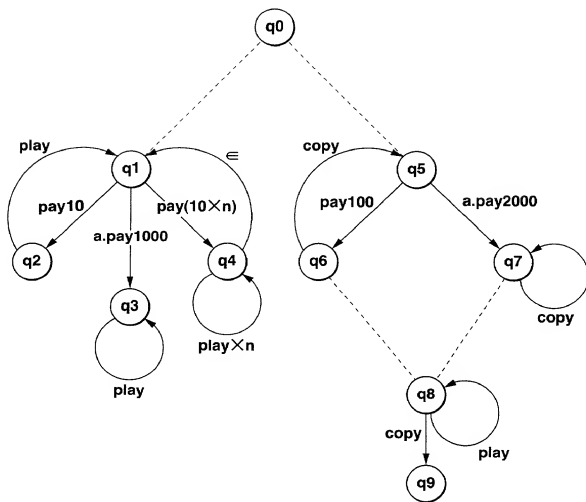 q0
play
∈
copy
q1
q5
pay10
pay(10×n)
pay100
a.pay2000
a.pay1000
q2
q4
q6
q7
q3
copy
play×n
play
q8
copy
play
q9